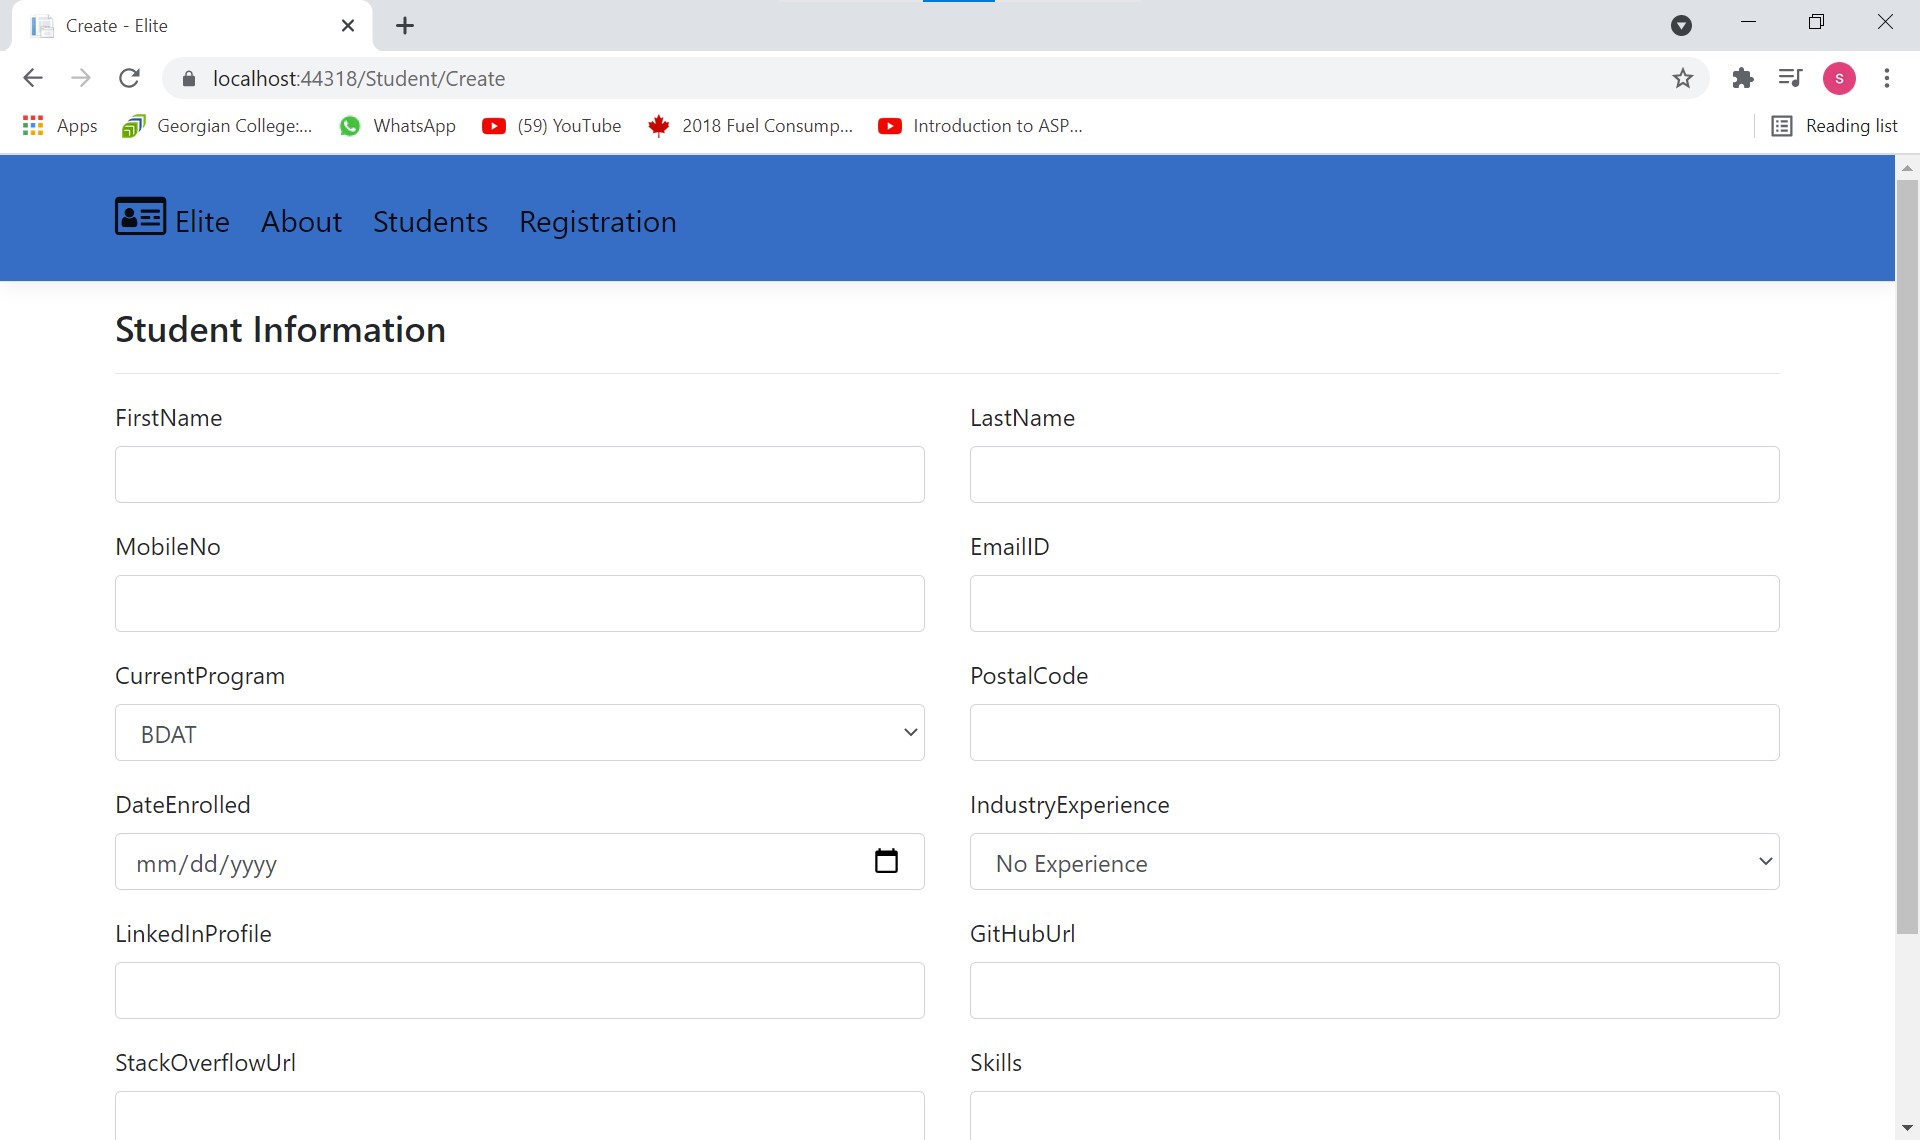 Create - Elite
localhost:44318/Student/Create
S
Apps Georgian College:... WhatsApp (59) YouTube 2018 Fuel Consump... Introduction to ASP... Reading list
Elite About Students Registration
Student Information
FirstName LastName
MobileNo EmailID
CurrentProgram PostalCode
BDAT
DateEnrolled IndustryExperience
mm/dd/yyyy No Experience
LinkedInProfile GitHubUrl
StackOverflowUrl Skills